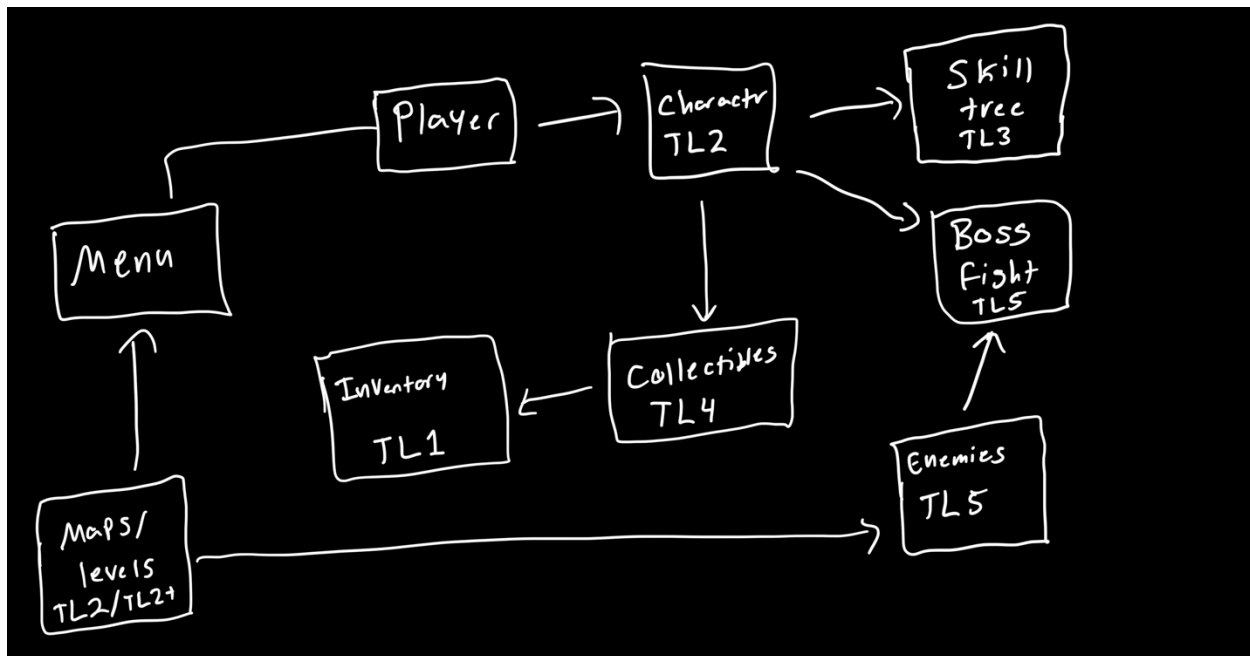 Player
Charactr
TL2
Skill
tree
TL3
Menu
Boss
Fight
TL5
Inventory
TL1
Collectibles
TL4
Enemies
TL5
Maps/
levels
TL2/TL2+